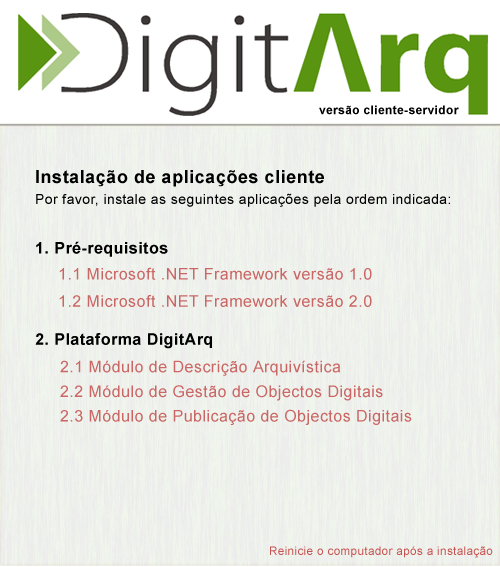 DigitArq
versão cliente-servidor
Instalação de aplicações cliente
Por favor, instale as seguintes aplicações pela ordem indicada:
1. Pré-requisitos
1.1 Microsoft .NET Framework versão 1.0
1.2 Microsoft .NET Framework versão 2.0
2. Plataforma DigitArq
2.1 Módulo de Descrição Arquivística
2.2 Módulo de Gestão de Objectos Digitais
2.3 Módulo de Publicação de Objectos Digitais
Reinicie o computador após a instalação